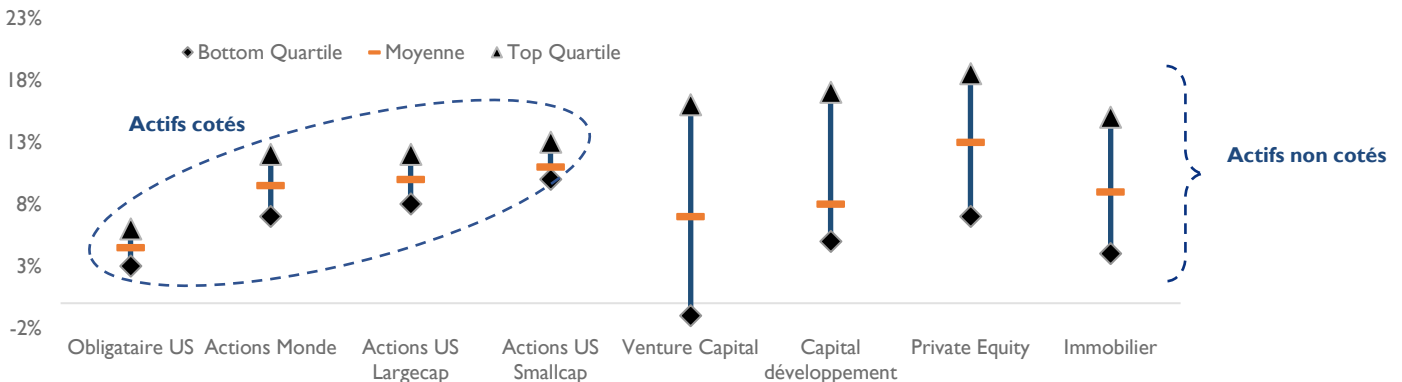 23%
18%
13%
8%
3%
-2%
Bottom Quartile Moyenne Top Quartile
Actifs cotés
Actifs non cotés
Obligataire US Actions Monde Actions US Largecap Actions US Smallcap Venture Capital Capital développement Private Equity Immobilier